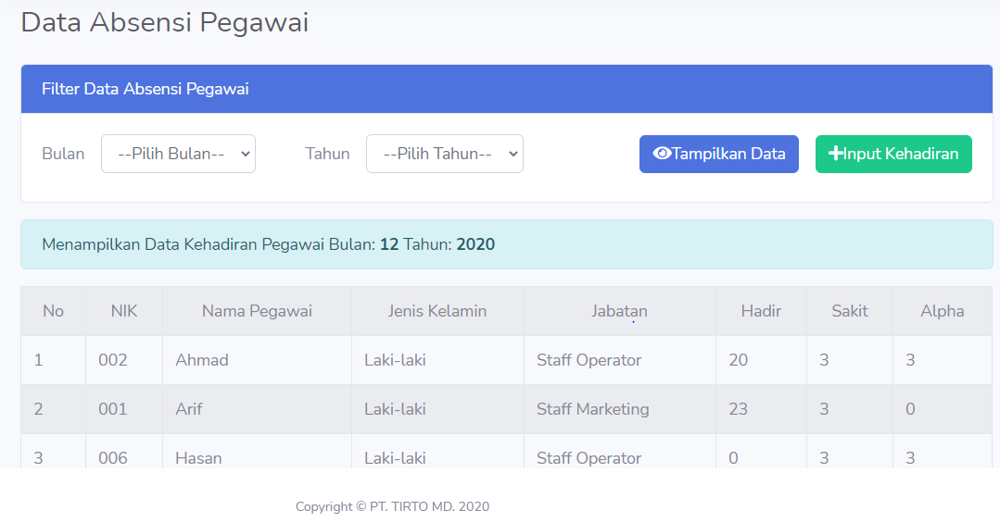 Data Absensi Pegawai
Filter Data Absensi Pegawai
Bulan --Pilih Bulan-- Tahun --Pilih Tahun-- Tampilkan Data Input Kehadiran
Menampilkan Data Kehadiran Pegawai Bulan: 12 Tahun: 2020
No NIK Nama Pegawai Jenis Kelamin Jabatan Hadir Sakit Alpha
1 002 Ahmad Laki-laki Staff Operator 20 3 3
2 001 Arif Laki-laki Staff Marketing 23 3 0
3 006 Hasan Laki-laki Staff Operator 0 3 3
Copyright © PT. TIRTO MD. 2020